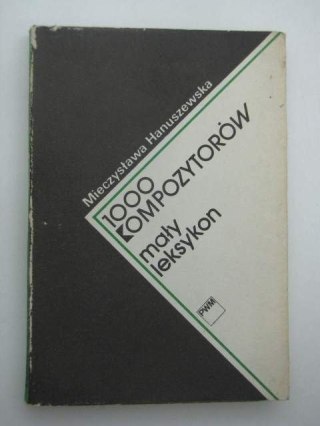 Mieczysława Hanuszewska
1000
KOMPOZYTORÓW
mały
leksykon
PWM